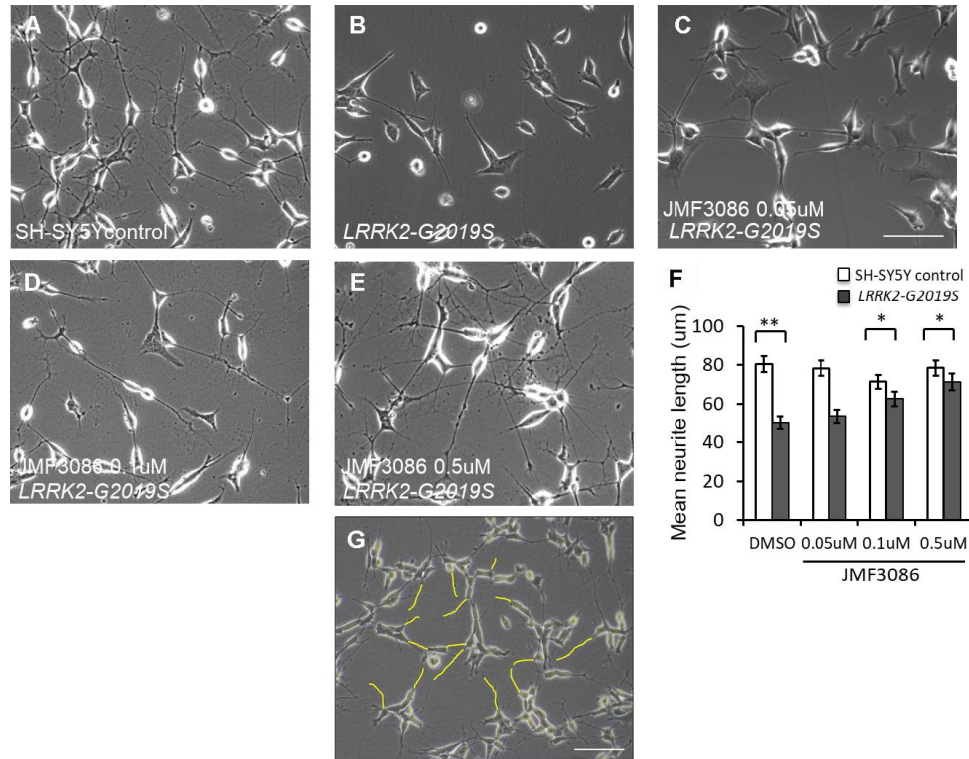 A
SH-SY5Ycontrol
B
LRRK2-G2019S
C
JMF3086 0.05uM
LRRK2-G2019S
D
JMF3086 0.1uM
LRRK2-G2019S
E
JMF3086 0.5uM
LRRK2-G2019S
F
SH-SY5Y control
LRRK2-G2019S
** * *
Mean neurite length (um)
100
80
60
40
20
0
DMSO 0.05uM 0.1uM 0.5uM
JMF3086
G